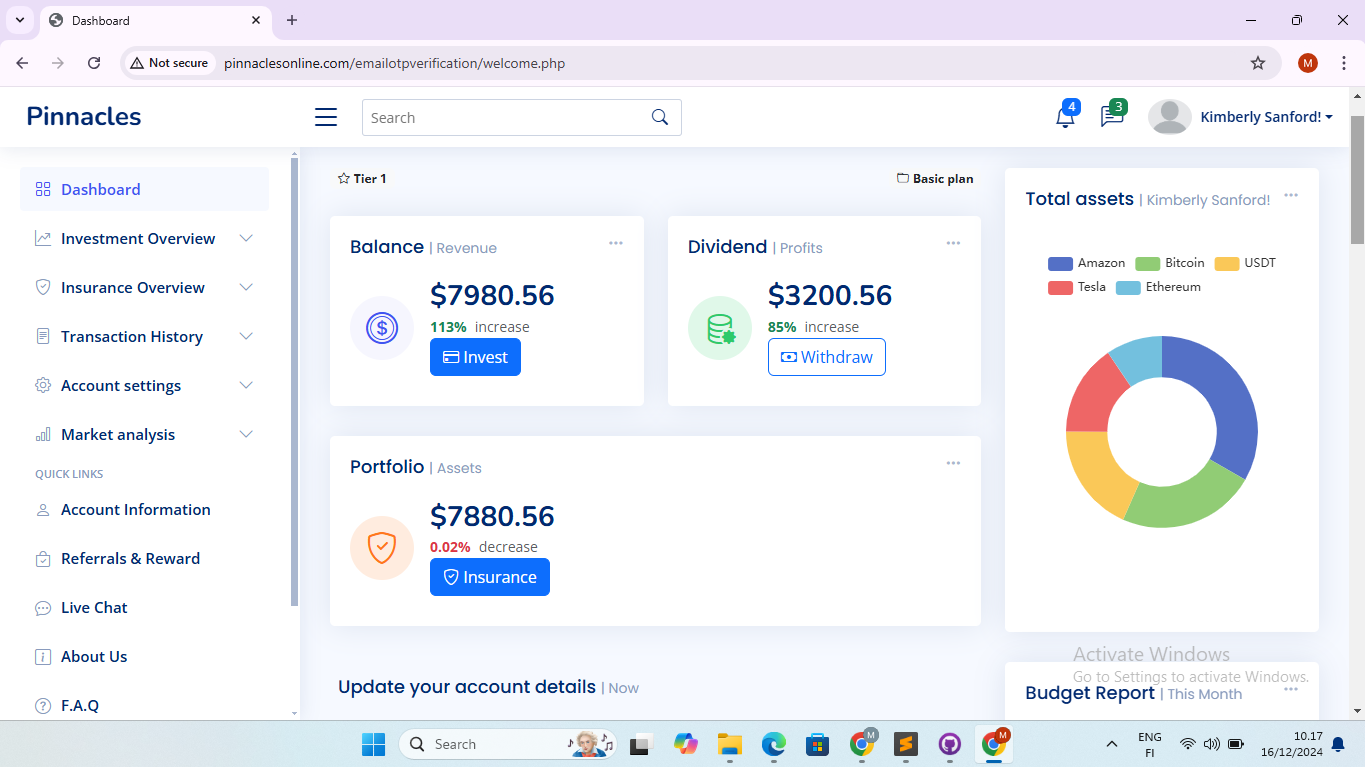 Dashboard
Not secure
pinnaclesonline.com/emailotpverification/welcome.php
M
Pinnacles
Search
4
3
Kimberly Sanford!
Dashboard
Investment Overview
Insurance Overview
Transaction History
Account settings
Market analysis
QUICK LINKS
Account Information
Referrals & Reward
Live Chat
About Us
F.A.Q
Tier 1
Basic plan
Balance | Revenue
$7980.56
113% increase
Invest
Dividend | Profits
$3200.56
85% increase
Withdraw
Portfolio | Assets
$7880.56
0.02% decrease
Insurance
Update your account details | Now
Total assets | Kimberly Sanford!
Amazon Bitcoin USDT
Tesla Ethereum
Activate Windows
Go to Settings to activate Windows.
Budget Report | This Month
Search
M
M
ENG
FI
10.17
16/12/2024